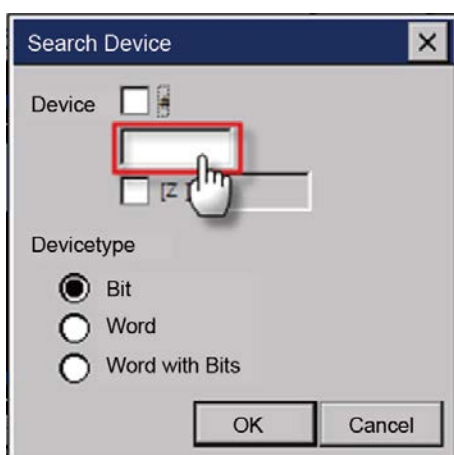 Search Device
Device
[Z
Devicetype
Bit
Word
Word with Bits
OK Cancel